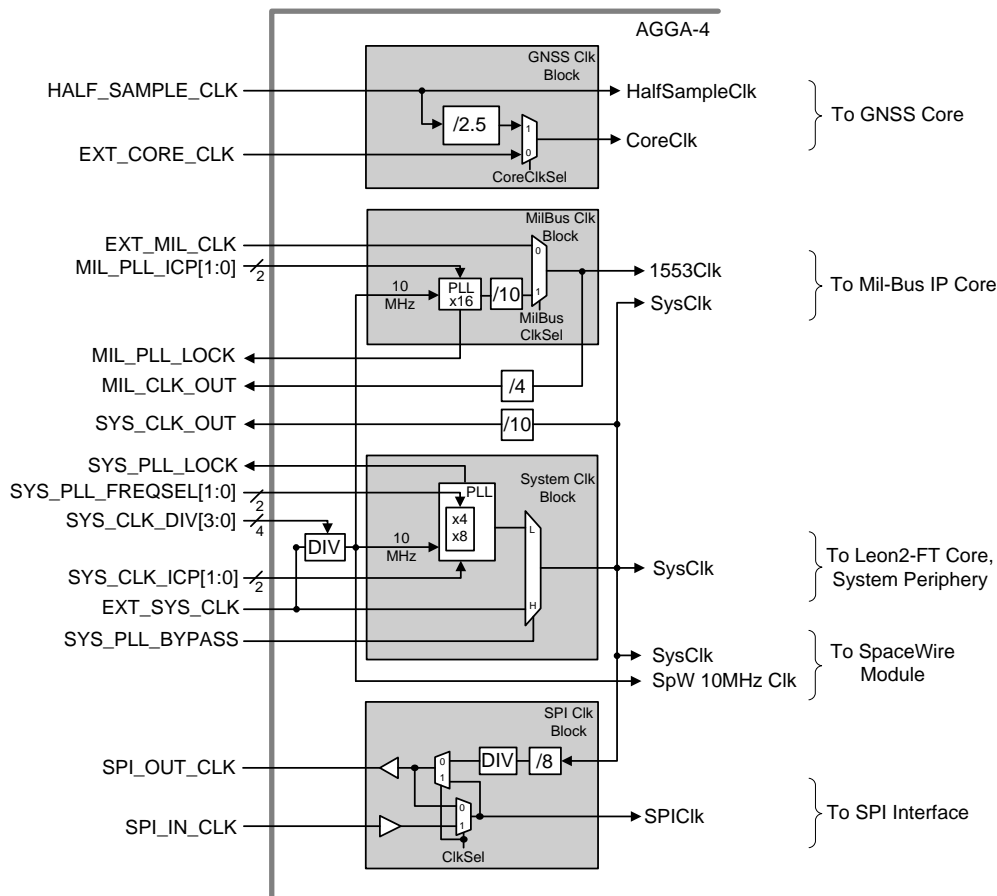 AGGA-4
GNSS Clk
Block
HALF_SAMPLE_CLK
HalfSampleClk
/2.5
1
0
CoreClk
EXT_CORE_CLK
CoreClkSel
To GNSS Core
MilBus Clk
Block
EXT_MIL_CLK
0
MIL_PLL_ICP[1:0]
2
10
MHz
PLL
x16
/10
1
1553Clk
SysClk
To Mil-Bus IP Core
MilBus
ClkSel
MIL_PLL_LOCK
MIL_CLK_OUT
/4
SYS_CLK_OUT
/10
SYS_PLL_LOCK
System Clk
Block
SYS_PLL_FREQSEL[1:0]
2
PLL
x4
x8
SYS_CLK_DIV[3:0]
4
L
DIV
10
MHz
SYS_CLK_ICP[1:0]
2
SysClk
To Leon2-FT Core,
System Periphery
EXT_SYS_CLK
H
SYS_PLL_BYPASS
SysClk
SpW 10MHz Clk
To SpaceWire
Module
SPI Clk
Block
SPI_OUT_CLK
0
1
DIV
/8
0
1
SPI_IN_CLK
SPIClk
To SPI Interface
ClkSel